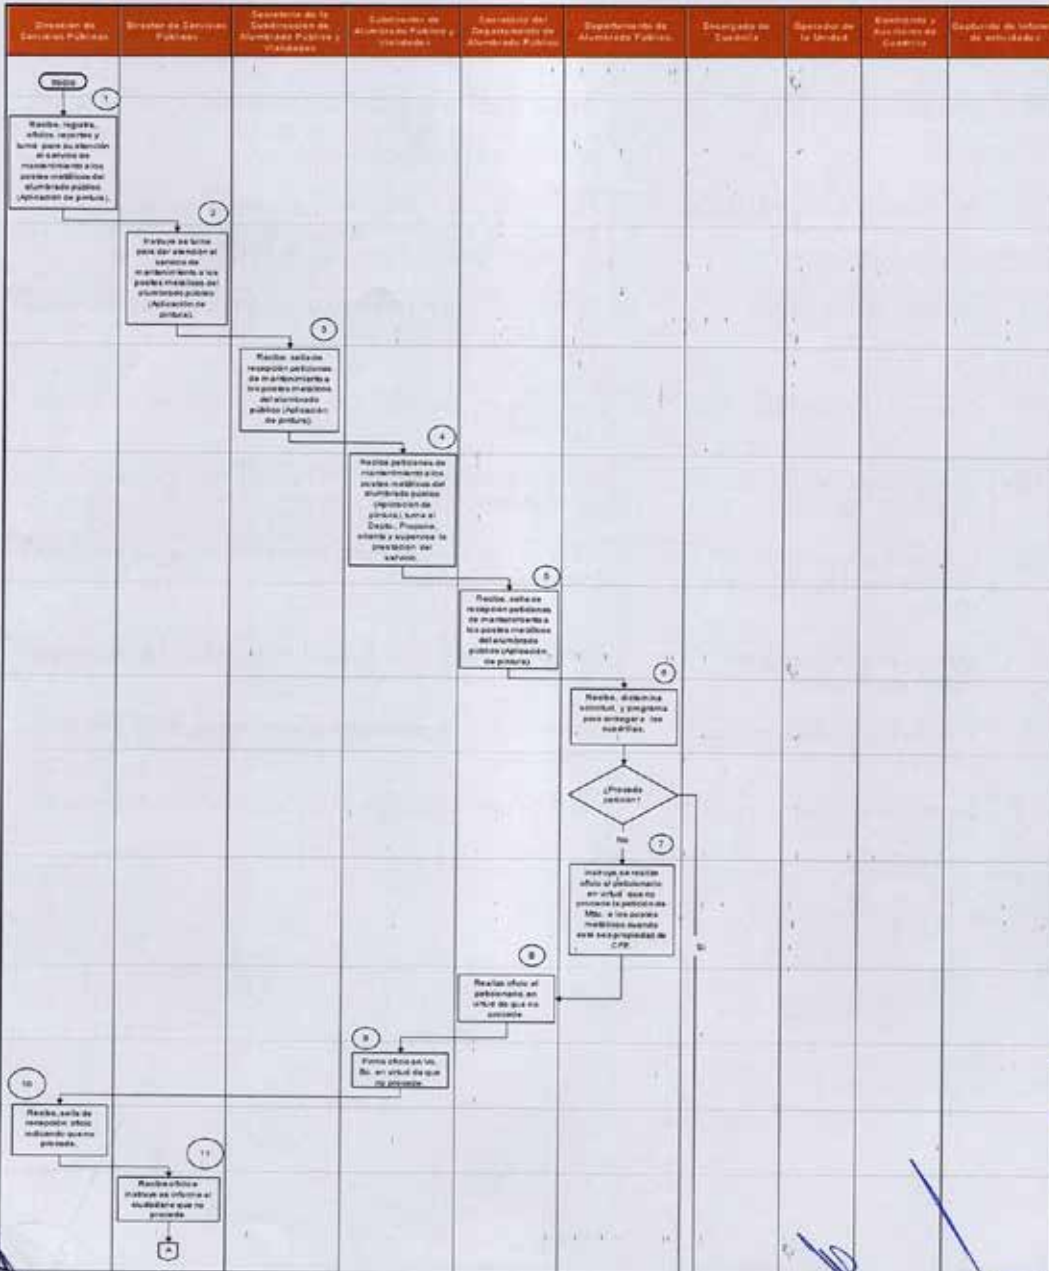 Dirección de
Servicios Públicos
Director de Servicios
Públicos
Secretaria de la
Subdirección de
Alumbrado Público y
Vialidades
Subdirector de
Alumbrado Público y
Vialidades
Secretaria del
Departamento de
Alumbrado Público
Departamento de
Alumbrado Público
Encargado de
Cuadrilla
Operador de
la Unidad
Auxiliares de
Cuadrilla
de actividades
Inicio
1
Recibe, registra,
oficios, reportes y
turna para su atención
el servicio de
mantenimiento a los
postes metálicos del
alumbrado público
(Aplicación de pintura).
2
Instruye se turne
para dar atención al
servicio de
mantenimiento a los
postes metálicos del
alumbrado público
(Aplicación de
pintura).
3
Recibe, sella de
recepción peticiones
de mantenimiento a
los postes metálicos
del alumbrado
público (Aplicación
de pintura).
4
Recibe peticiones de
mantenimiento a los
postes metálicos del
alumbrado público
(Aplicación de
pintura), turna al
Depto., Propone,
orienta y supervisa la
prestación del
servicio.
5
Recibe, sella de
recepción peticiones
de mantenimiento a
los postes metálicos
del alumbrado
público (Aplicación
de pintura)
6
Recibe, dictamina
solicitud, y programa
para entregar a las
cuadrillas.
¿Procede
petición?
No
Si
7
Instruye, se realice
oficio al peticionario
en virtud que no
procede la petición de
Mtto. a los postes
metálicos cuando
este sea propiedad de
CFE.
8
Realiza oficio al
peticionario, en
virtud de que no
procede
9
Firma oficio en Vo.
Bo. en virtud de que
no procede
10
Recibe, sella de
recepción oficio
indicando que no
procede.
11
Recibe oficio e
instruye se informe al
ciudadano que no
procede
A